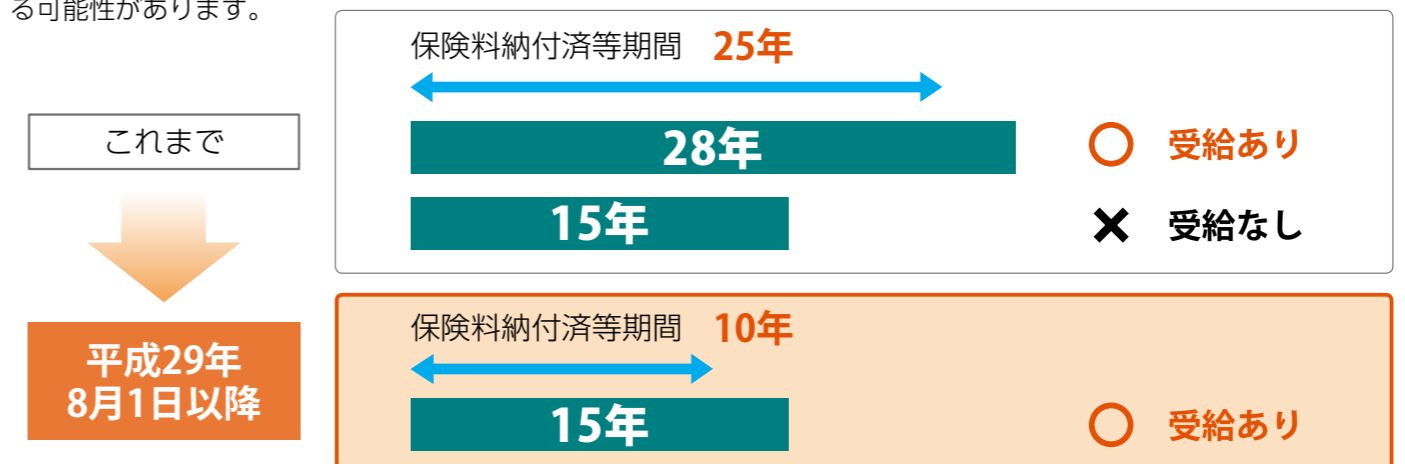 る可能性があります。
保険料納付済等期間 25年
これまで
28年
○ 受給あり
15年
× 受給なし
平成29年
8月1日以降
保険料納付済等期間 10年
15年
○ 受給あり